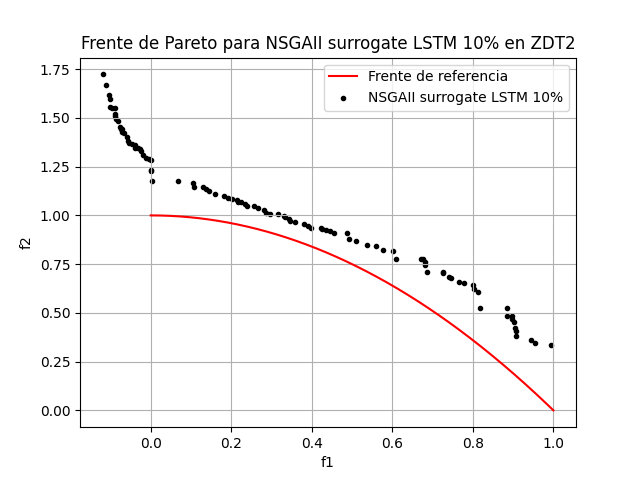 Frente de Pareto para NSGAII surrogate LSTM 10% en ZDT2
Frente de referencia
NSGAII surrogate LSTM 10%
f2
1.75
1.50
1.25
1.00
0.75
0.50
0.25
0.00
0.0 0.2 0.4 0.6 0.8 1.0
f1